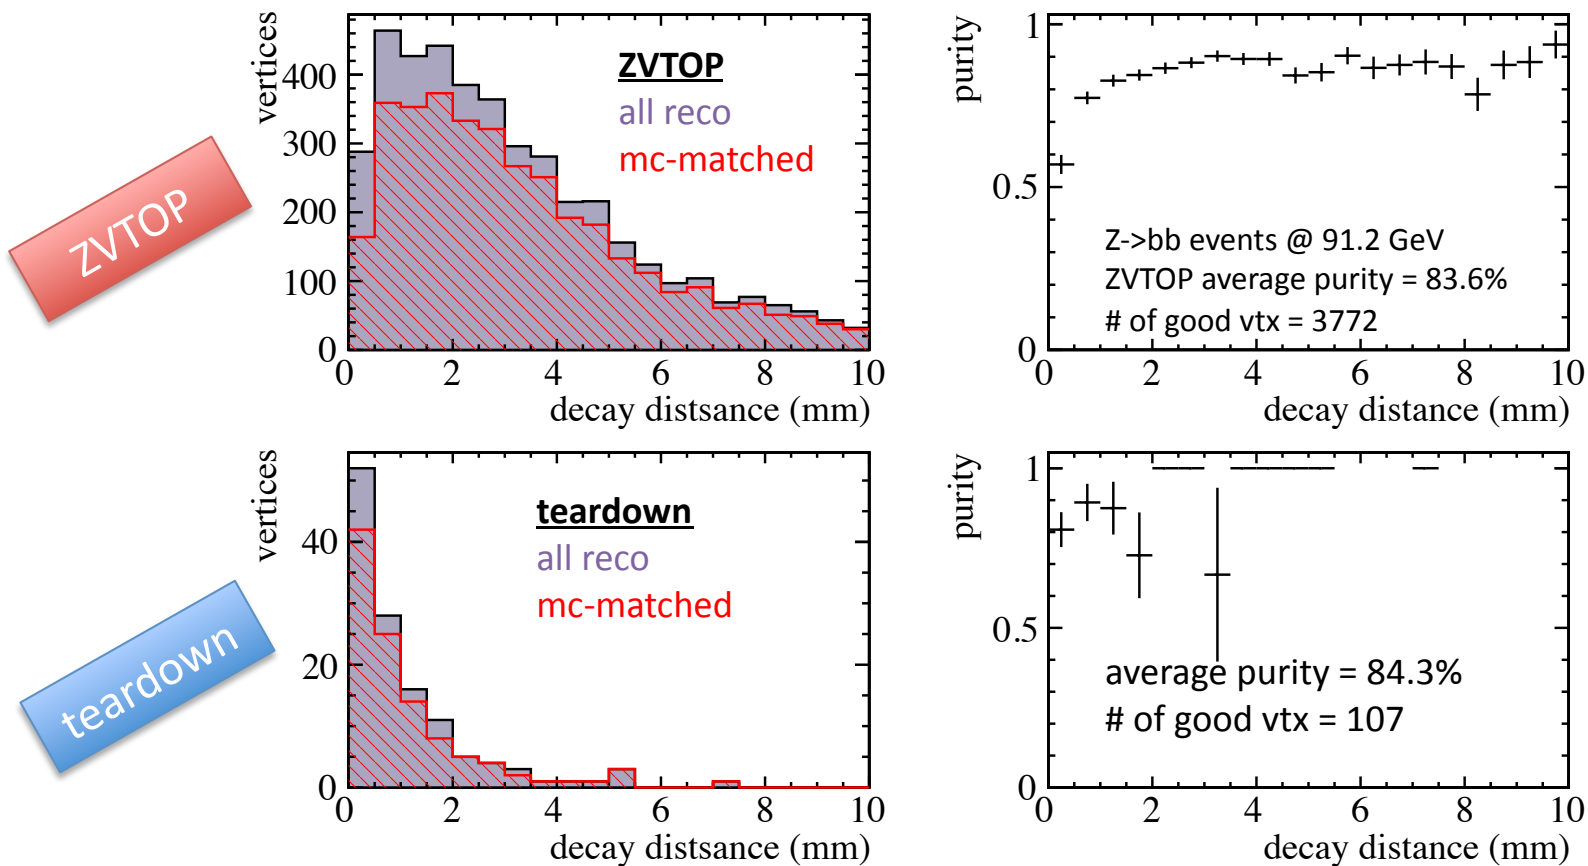 ZVTOP
vertices
400
300
200
100
0
0 2 4 6 8 10
decay distsance (mm)
ZVTOP
all reco
mc-matched
purity
1
0.5
0
0 2 4 6 8 10
decay distance (mm)
Z->bb events @ 91.2 GeV
ZVTOP average purity = 83.6%
# of good vtx = 3772
teardown
vertices
40
20
0
0 2 4 6 8 10
decay distsance (mm)
teardown
all reco
mc-matched
purity
1
0.5
0
0 2 4 6 8 10
decay distance (mm)
average purity = 84.3%
# of good vtx = 107